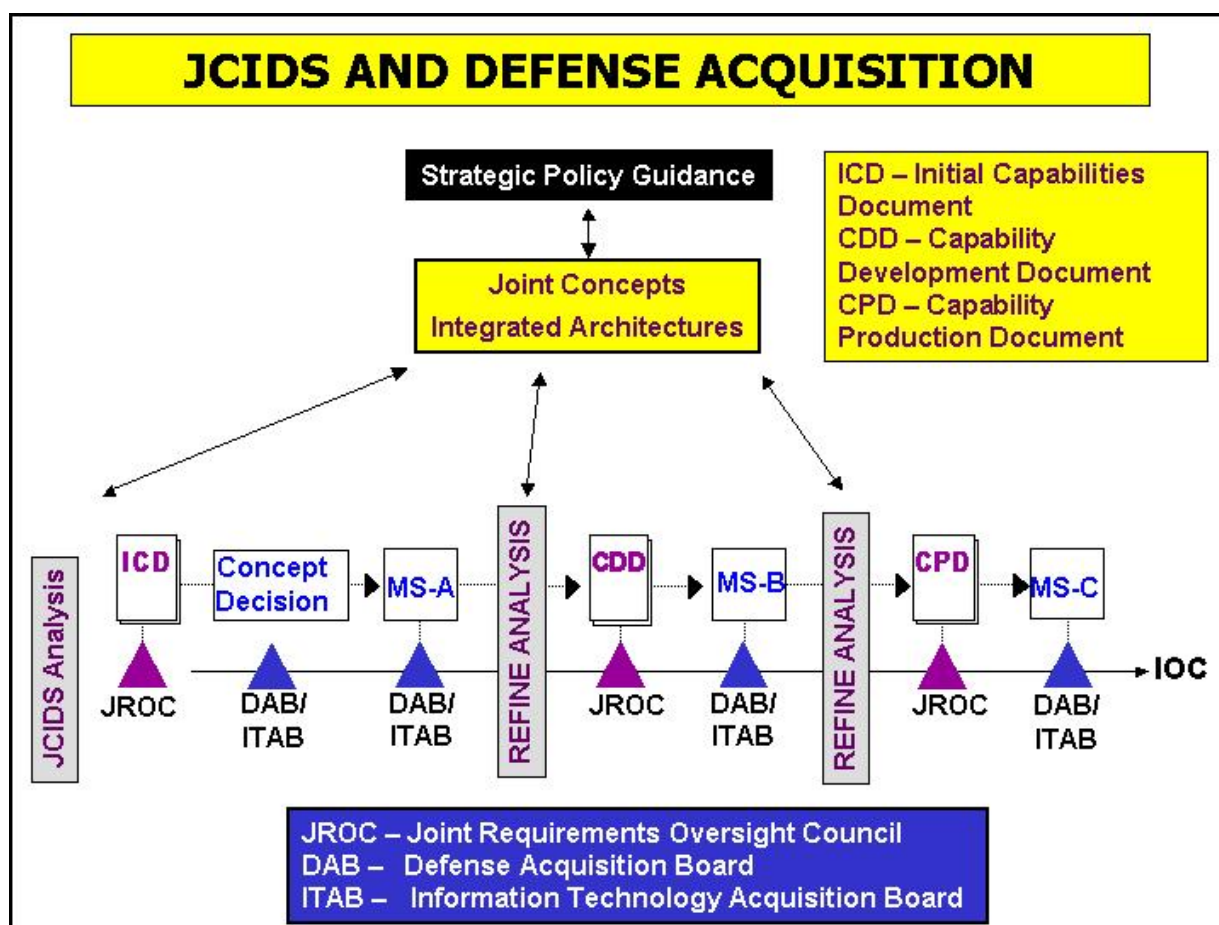 JCIDS AND DEFENSE ACQUISITION
Strategic Policy Guidance
Joint Concepts
Integrated Architectures
ICD – Initial Capabilities
Document
CDD – Capability
Development Document
CPD – Capability
Production Document
JCIDS Analysis
ICD
Concept
Decision
MS-A
REFINE ANALYSIS
CDD
MS-B
REFINE ANALYSIS
CPD
MS-C
JROC
DAB/
ITAB
DAB/
ITAB
JROC
DAB/
ITAB
JROC
DAB/
ITAB
IOC
JROC – Joint Requirements Oversight Council
DAB – Defense Acquisition Board
ITAB – Information Technology Acquisition Board